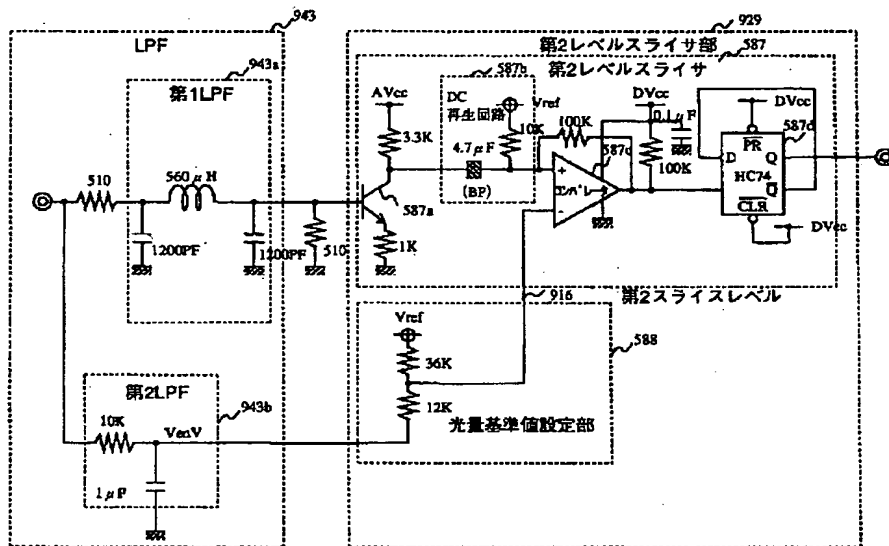 943
929
LPF
第2レベルスライサ部
587
943a
第2レベルスライサ
587b
第1LPF
AVcc
DC
再生回路
Vref
DVcc
0.1μF
DVcc
3.3K
10K
100K
587c
587d
4.7μF
100K
PR
D
Q
HC74
Q
CLR
510
560μH
(BP)
+
コンパレータ
-
587a
DVcc
1200PF
1200PF
510
1K
第2スライスレベル
916
588
Vref
36K
12K
第2LPF
943b
10K
VenV
光量基準値設定部
1μF